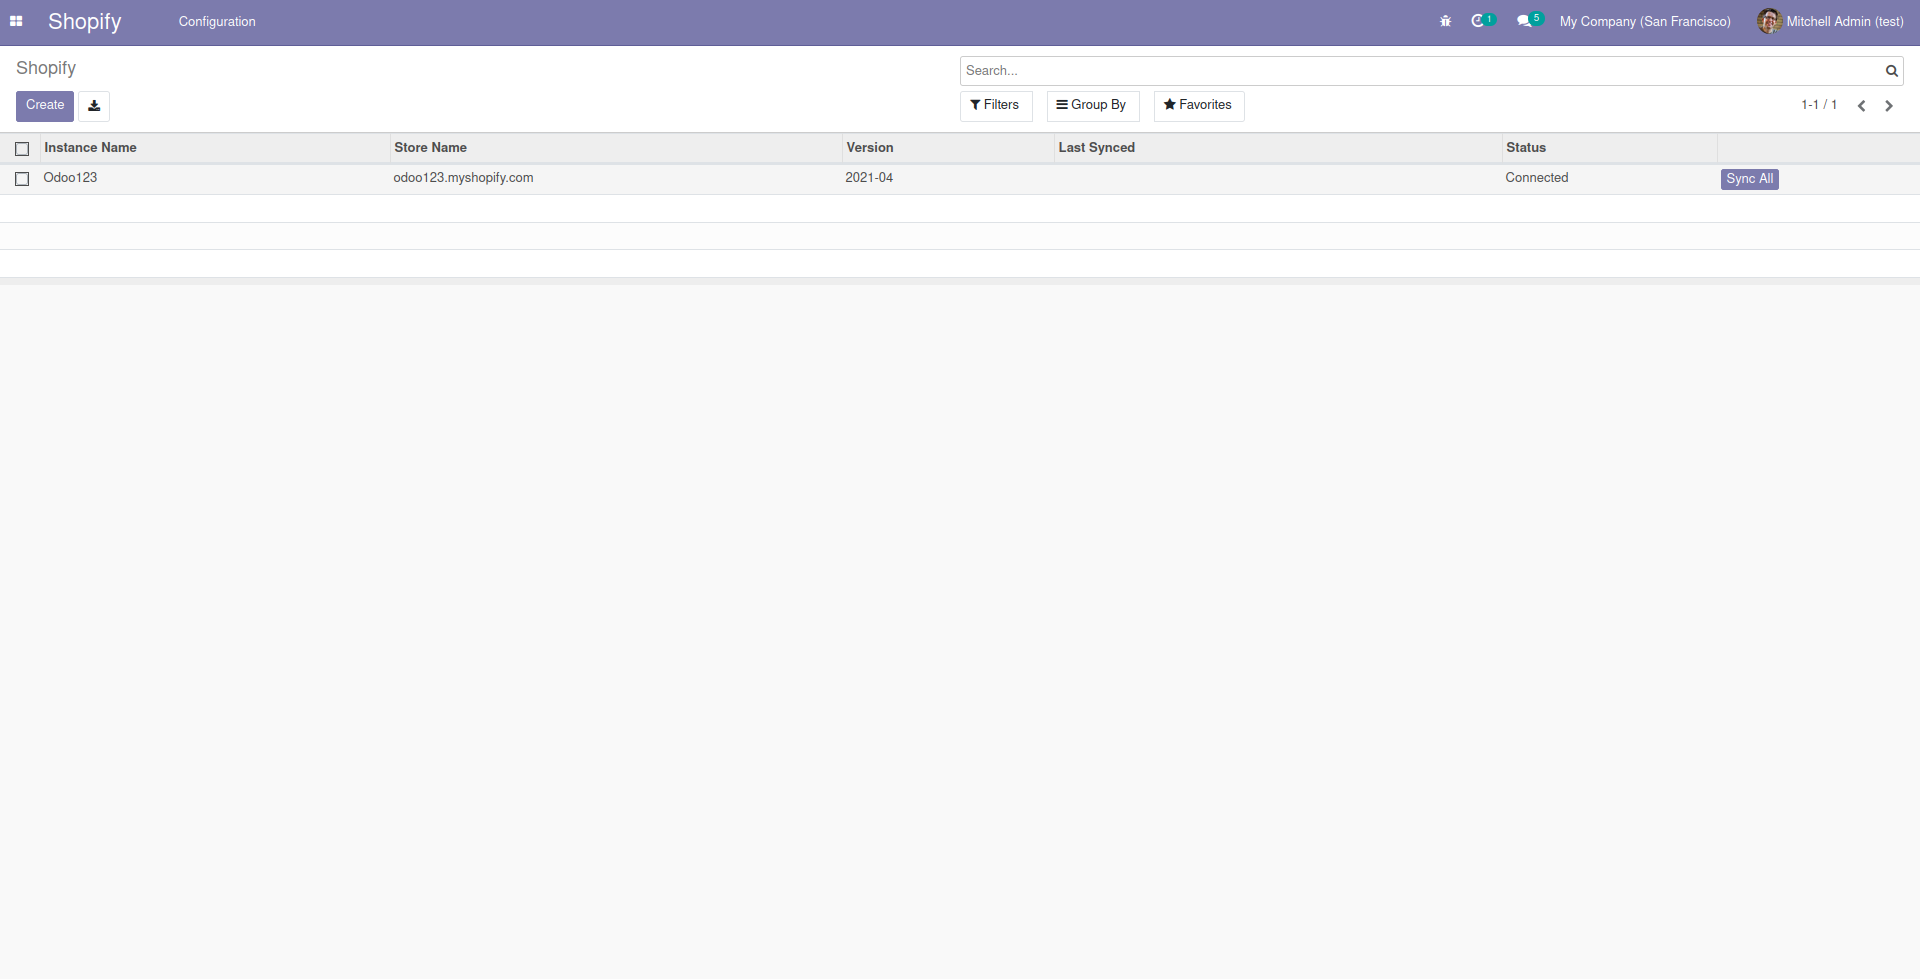 Shopify Configuration 1 5 My Company (San Francisco) Mitchell Admin (test)
Shopify Search...
Create Filters Group By Favorites 1-1 / 1
Instance Name Store Name Version Last Synced Status
Odoo123 odoo123.myshopify.com 2021-04 Connected Sync All